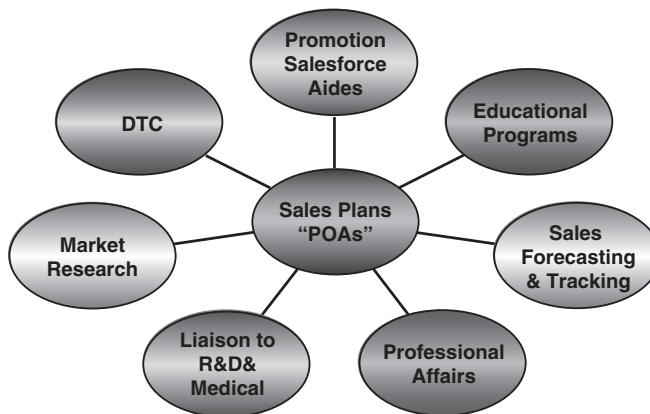 Promotion
Salesforce
Aides
DTC
Educational
Programs
Sales Plans
“POAs”
Market
Research
Sales
Forecasting
& Tracking
Liaison to
R&D&
Medical
Professional
Affairs